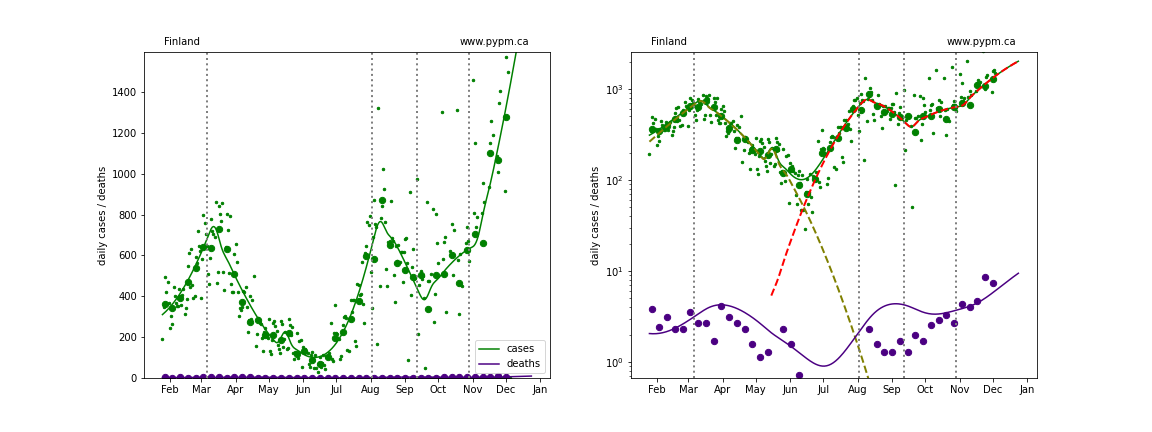 Finland www.pypm.ca
daily cases / deaths
1400
1200
1000
800
600
400
200
0
Feb Mar Apr May Jun Jul Aug Sep Oct Nov Dec Jan
cases
deaths
Finland www.pypm.ca
daily cases / deaths
10³
10²
10¹
10⁰
Feb Mar Apr May Jun Jul Aug Sep Oct Nov Dec Jan